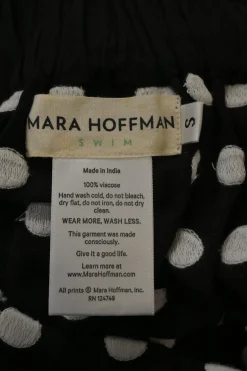 MARA HOFFMAN
SWIM
S
Made in India
100% viscose
Hand wash cold, do not bleach,
dry flat, do not iron, do not dry
clean.
WEAR MORE, WASH LESS.
This garment was made
consciously.
Give it a good life.
Learn more at
www.MaraHoffman.com
All prints © Mara Hoffman, Inc.
RN 124749